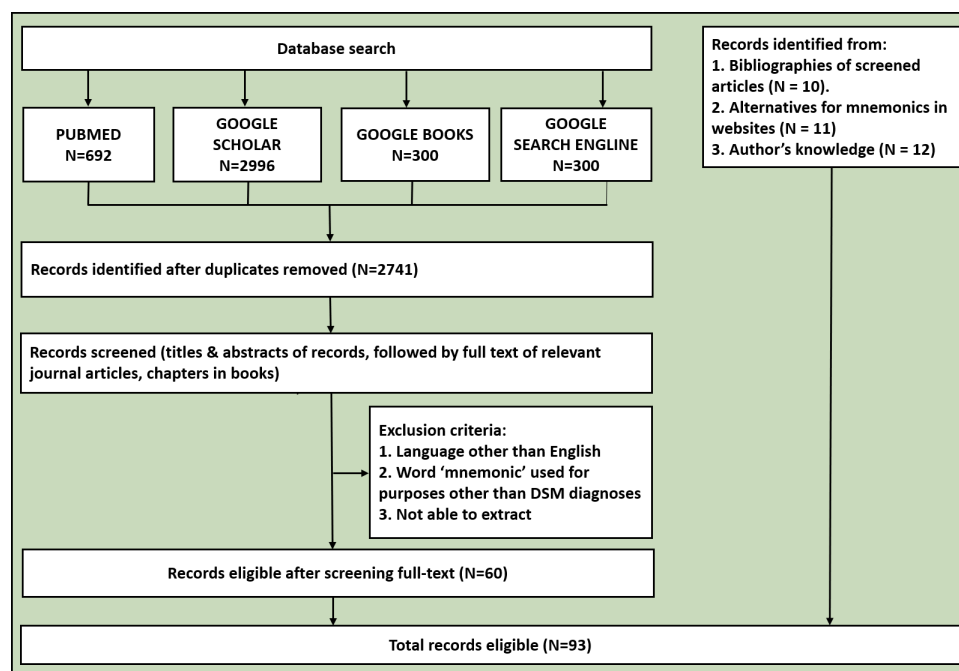 Database search
PUBMED
N=692
GOOGLE
SCHOLAR
N=2996
GOOGLE BOOKS
N=300
GOOGLE
SEARCH ENGLINE
N=300
Records identified from:
1. Bibliographies of screened
articles (N = 10).
2. Alternatives for mnemonics in
websites (N = 11)
3. Author’s knowledge (N = 12)
Records identified after duplicates removed (N=2741)
Records screened (titles & abstracts of records, followed by full text of relevant
journal articles, chapters in books)
Exclusion criteria:
1. Language other than English
2. Word ‘mnemonic’ used for
purposes other than DSM diagnoses
3. Not able to extract
Records eligible after screening full-text (N=60)
Total records eligible (N=93)